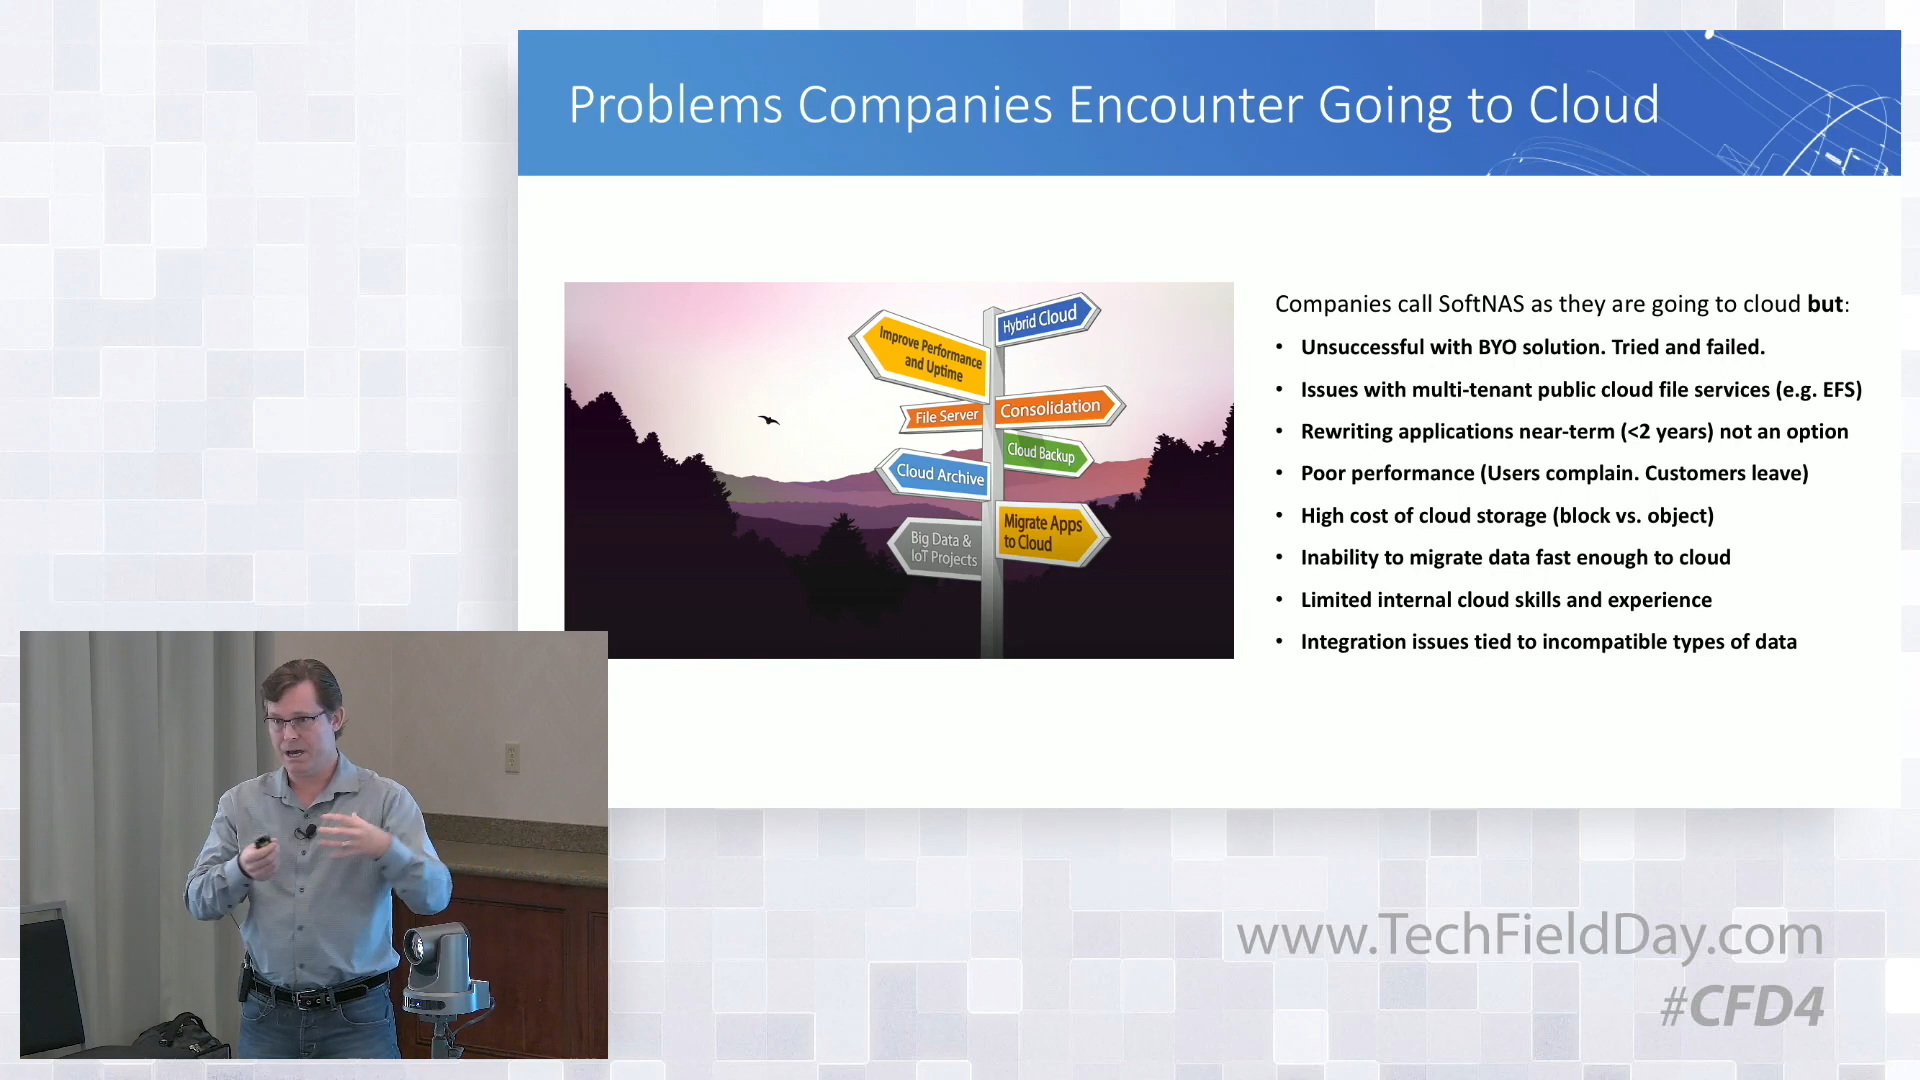 Problems Companies Encounter Going to Cloud
Hybrid Cloud
Improve Performance
and Uptime
File Server
Consolidation
Cloud Backup
Cloud Archive
Migrate Apps
to Cloud
Big Data &
IoT Projects
Companies call SoftNAS as they are going to cloud but:
• Unsuccessful with BYO solution. Tried and failed.
• Issues with multi-tenant public cloud file services (e.g. EFS)
• Rewriting applications near-term (<2 years) not an option
• Poor performance (Users complain. Customers leave)
• High cost of cloud storage (block vs. object)
• Inability to migrate data fast enough to cloud
• Limited internal cloud skills and experience
• Integration issues tied to incompatible types of data
www.TechFieldDay.com
#CFD4